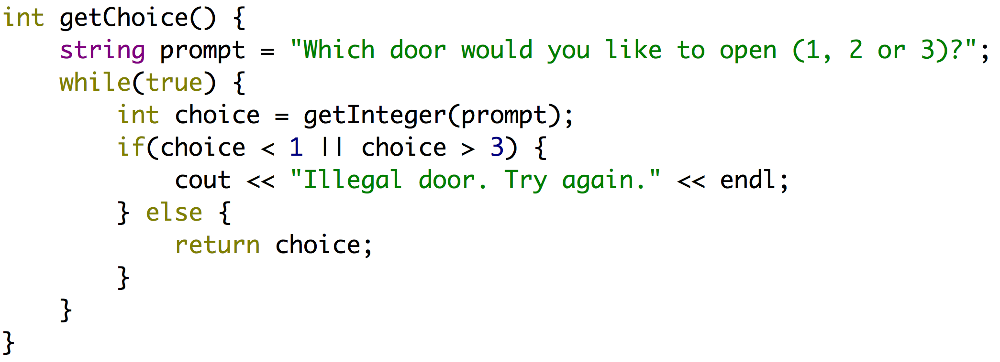 int getChoice() {
    string prompt = "Which door would you like to open (1, 2 or 3)?";
    while(true) {
        int choice = getInteger(prompt);
        if(choice < 1 || choice > 3) {
            cout << "Illegal door. Try again." << endl;
        } else {
            return choice;
        }
    }
}